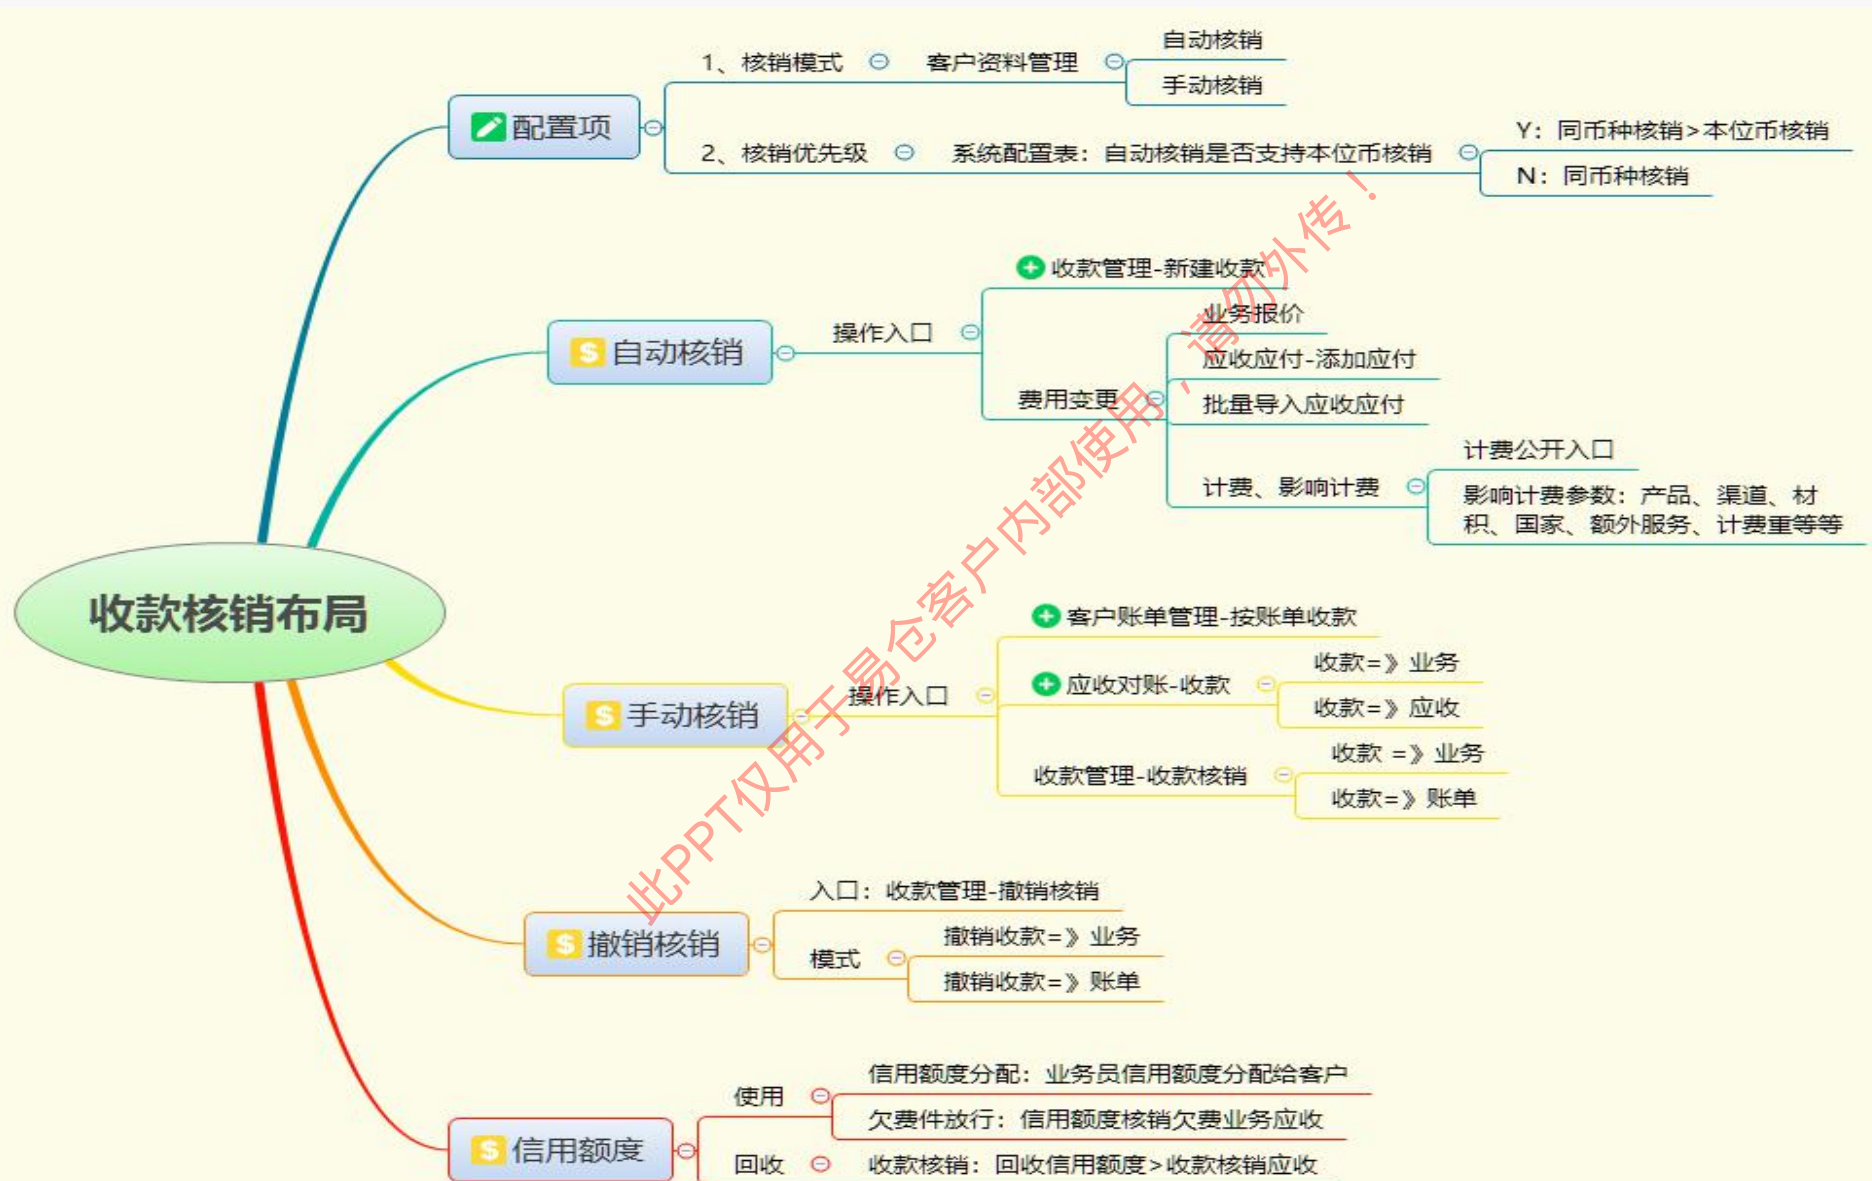 收款核销布局
配置项
1、核销模式
客户资料管理
自动核销
手动核销
2、核销优先级
系统配置表：自动核销是否支持本位币核销
Y：同币种核销>本位币核销
N：同币种核销
自动核销
操作入口
收款管理-新建收款
费用变更
业务报价
应收应付-添加应付
批量导入应收应付
计费、影响计费
计费公开入口
影响计费参数：产品、渠道、材
积、国家、额外服务、计费重等等
手动核销
操作入口
客户账单管理-按账单收款
应收对账-收款
收款=》业务
收款=》应收
收款管理-收款核销
收款 =》业务
收款=》账单
撤销核销
入口：收款管理-撤销核销
模式
撤销收款=》业务
撤销收款=》账单
信用额度
使用
信用额度分配：业务员信用额度分配给客户
欠费件放行：信用额度核销欠费业务应收
回收
收款核销：回收信用额度>收款核销应收
此PPT仅用于易仓客户内部使用，请勿外传！